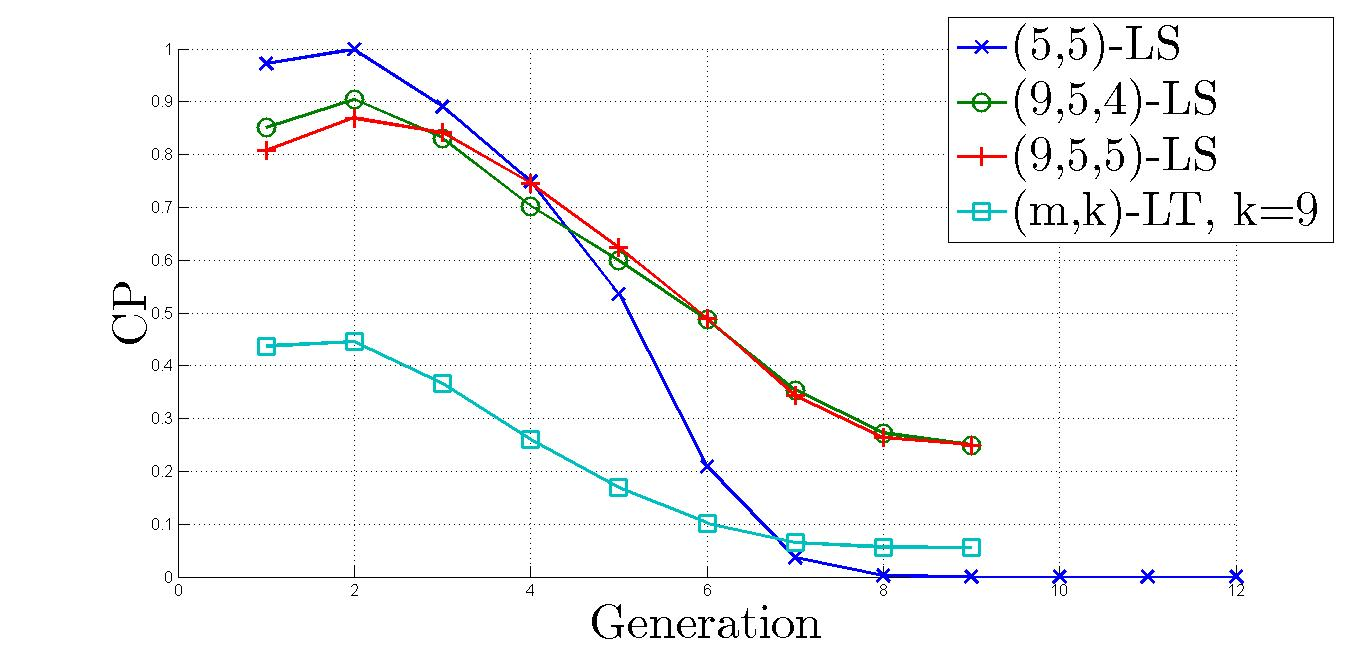 (5,5)-LS
(9,5,4)-LS
(9,5,5)-LS
(m,k)-LT, k=9
1
0.9
0.8
0.7
0.6
0.5
0.4
0.3
0.2
0.1
0
CP
0 2 4 6 8 10 12
Generation